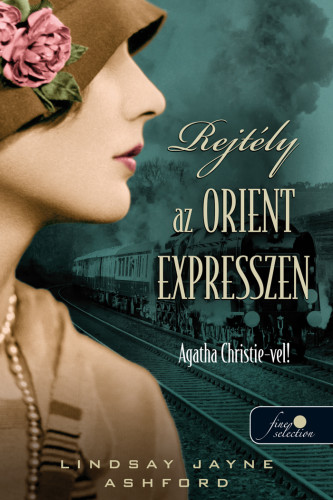 Rejtély
az ORIENT
EXPRESSZEN
Agatha Christie-vel!
fine
selection
LINDSAY JAYNE
ASHFORD